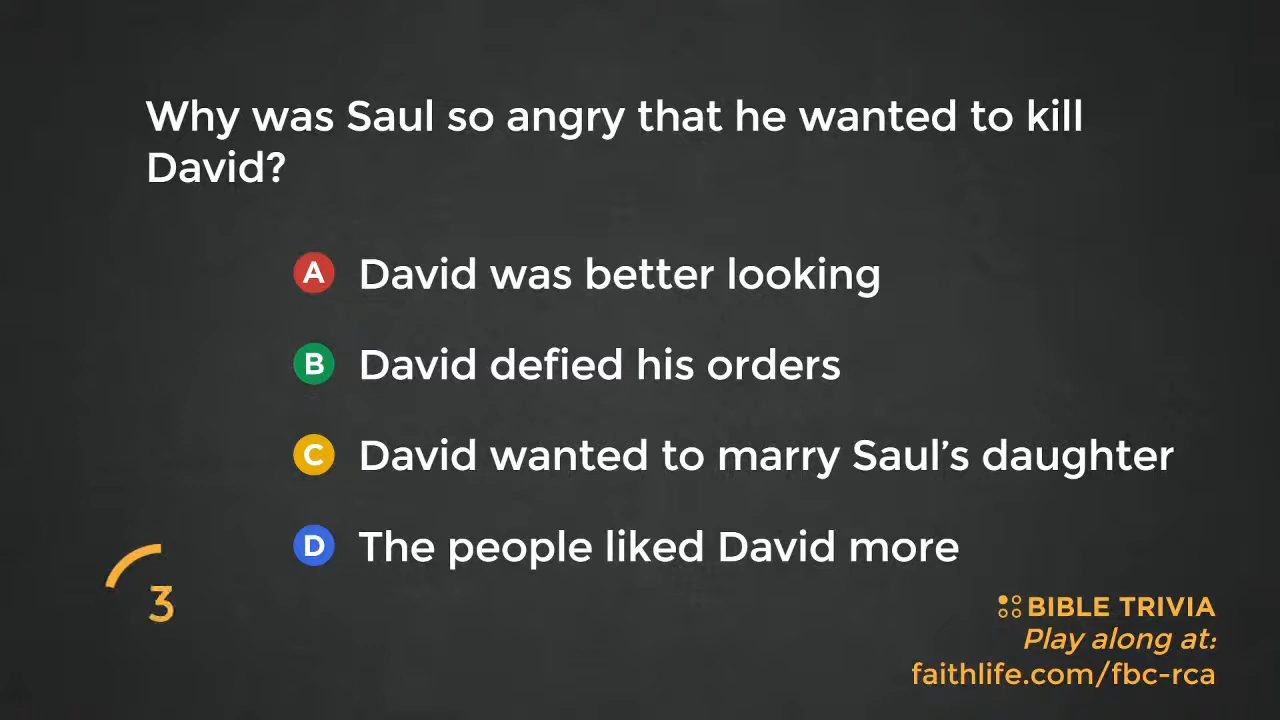 Why was Saul so angry that he wanted to kill
David?
A David was better looking
B David defied his orders
C David wanted to marry Saul’s daughter
D The people liked David more
3
BIBLE TRIVIA
Play along at:
faithlife.com/fbc-rca